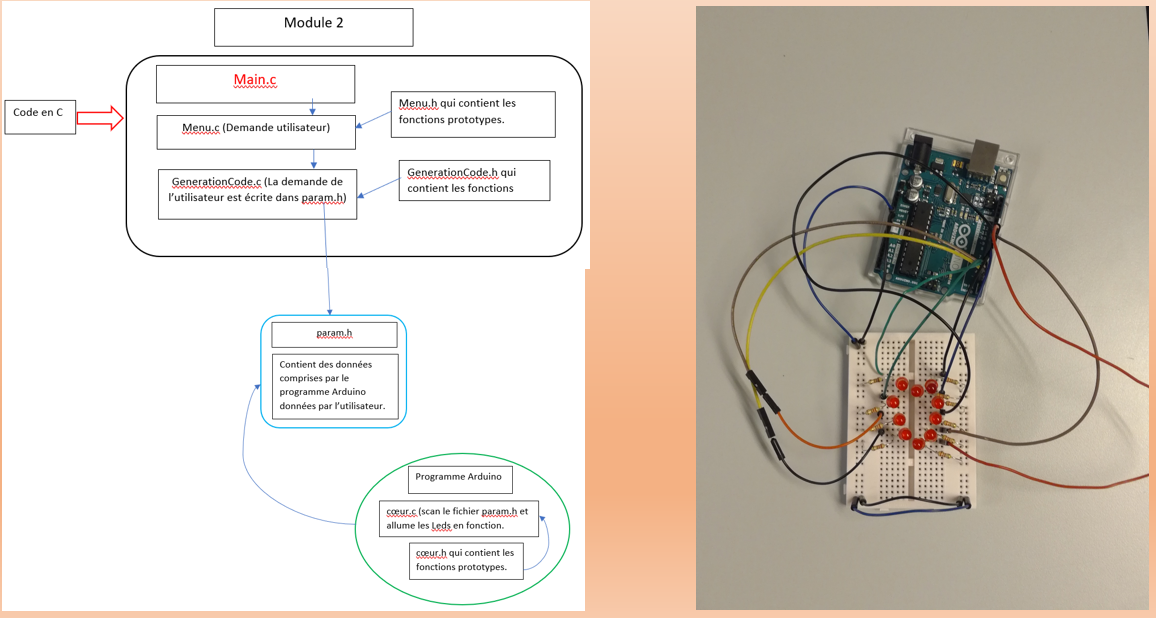 Module 2
Code en C
Main.c
Menu.c (Demande utilisateur)
Menu.h qui contient les
fonctions prototypes.
GenerationCode.c (La demande de
l'utilisateur est écrite dans param.h)
GenerationCode.h qui
contient les fonctions
param.h
Contient des données
comprises par le
programme Arduino
données par l'utilisateur.
Programme Arduino
cœur.c (scan le fichier param.h et
allume les Leds en fonction.
cœur.h qui contient les
fonctions prototypes.